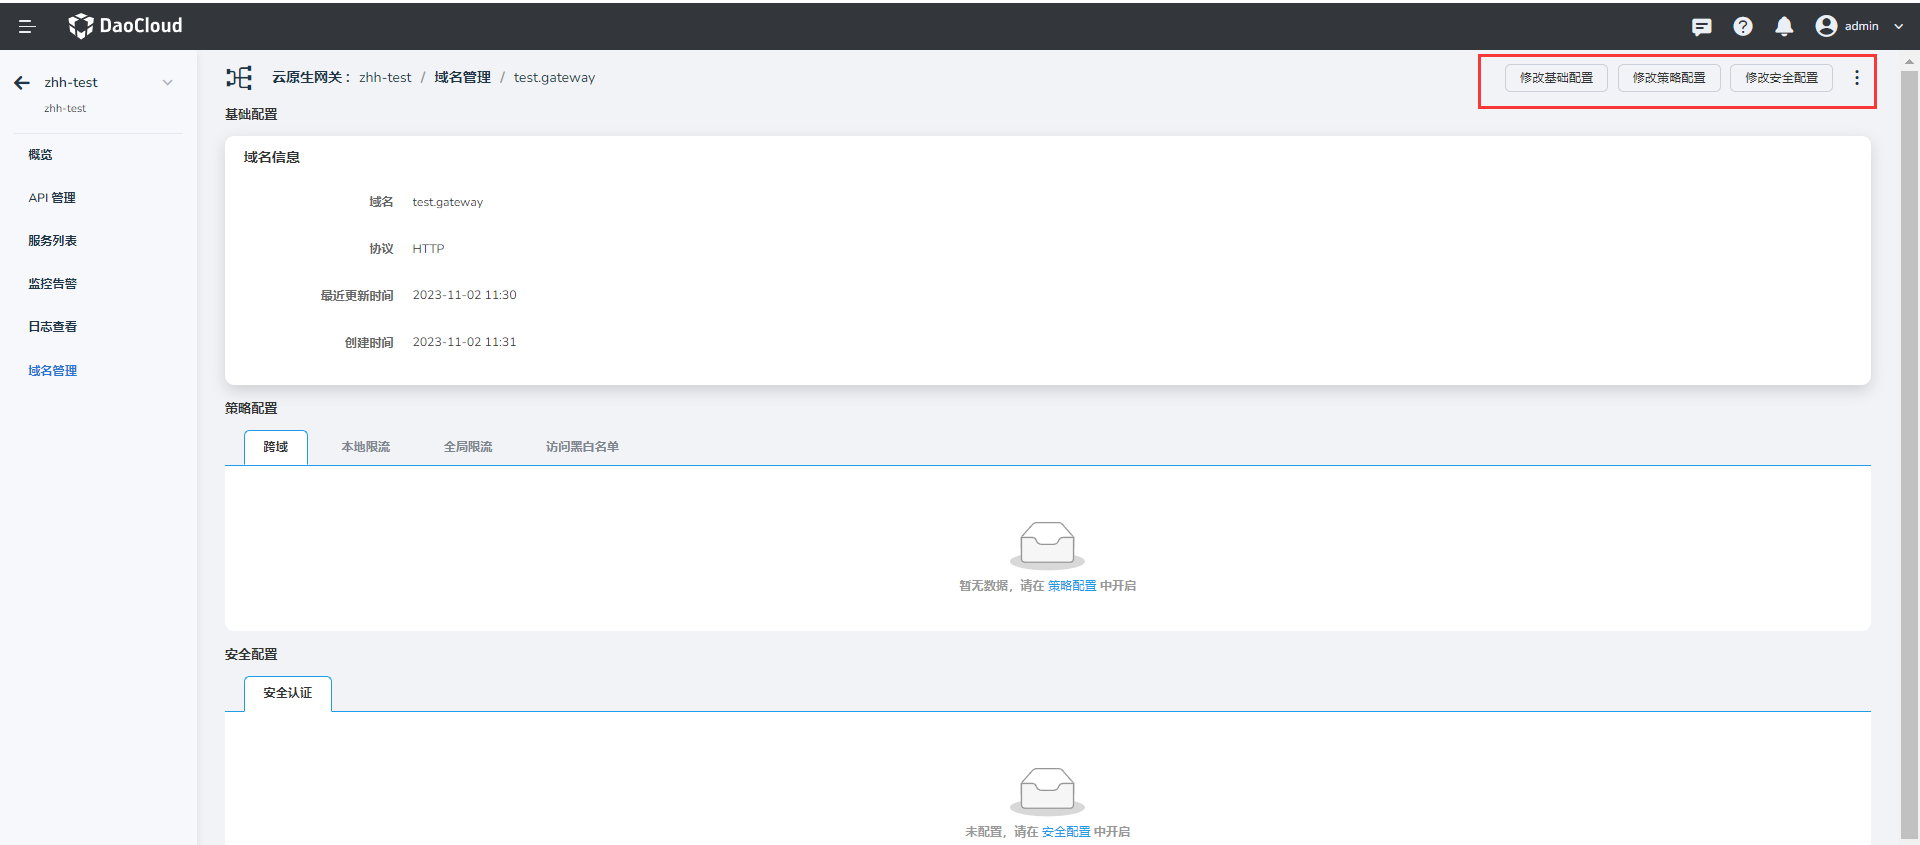 DaoCloud
admin
zhh-test
zhh-test
概览
API 管理
服务列表
监控告警
日志查看
域名管理
云原生网关： zhh-test / 域名管理 / test.gateway
修改基础配置 修改策略配置 修改安全配置
基础配置
域名信息
域名 test.gateway
协议 HTTP
最近更新时间 2023-11-02 11:30
创建时间 2023-11-02 11:31
策略配置
跨域 本地限流 全局限流 访问黑白名单
暂无数据，请在 策略配置 中开启
安全配置
安全认证
未配置，请在 安全配置 中开启